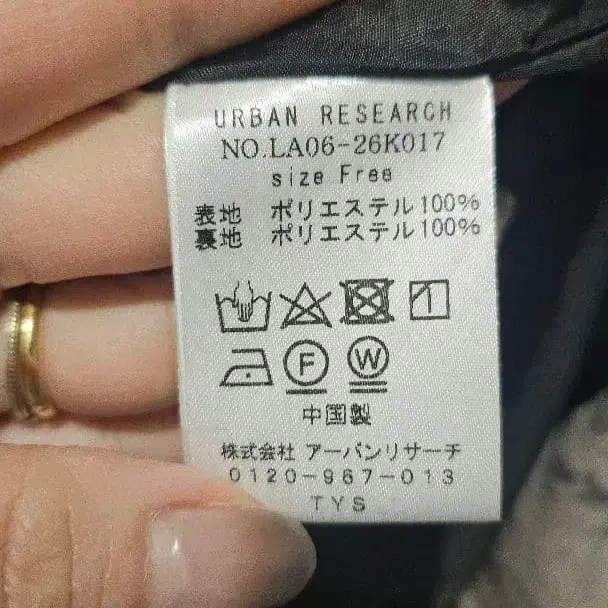 URBAN RESEARCH
NO.LA06-26K017
size Free
表地 ポリエステル100%
裏地 ポリエステル100%
F W
中国製
株式会社 アーバンリサーチ
0120-967-013
TYS